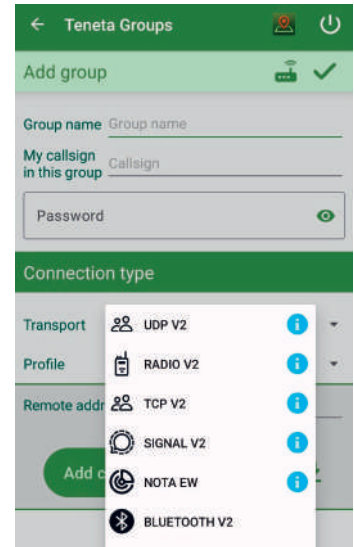 Teneta Groups
Add group
Group name Group name
My callsign
in this group Callsign
Password
Connection type
Transport
UDP V2
Profile
RADIO V2
Remote addr
TCP V2
SIGNAL V2
Add c
NOTA EW
BLUETOOTH V2